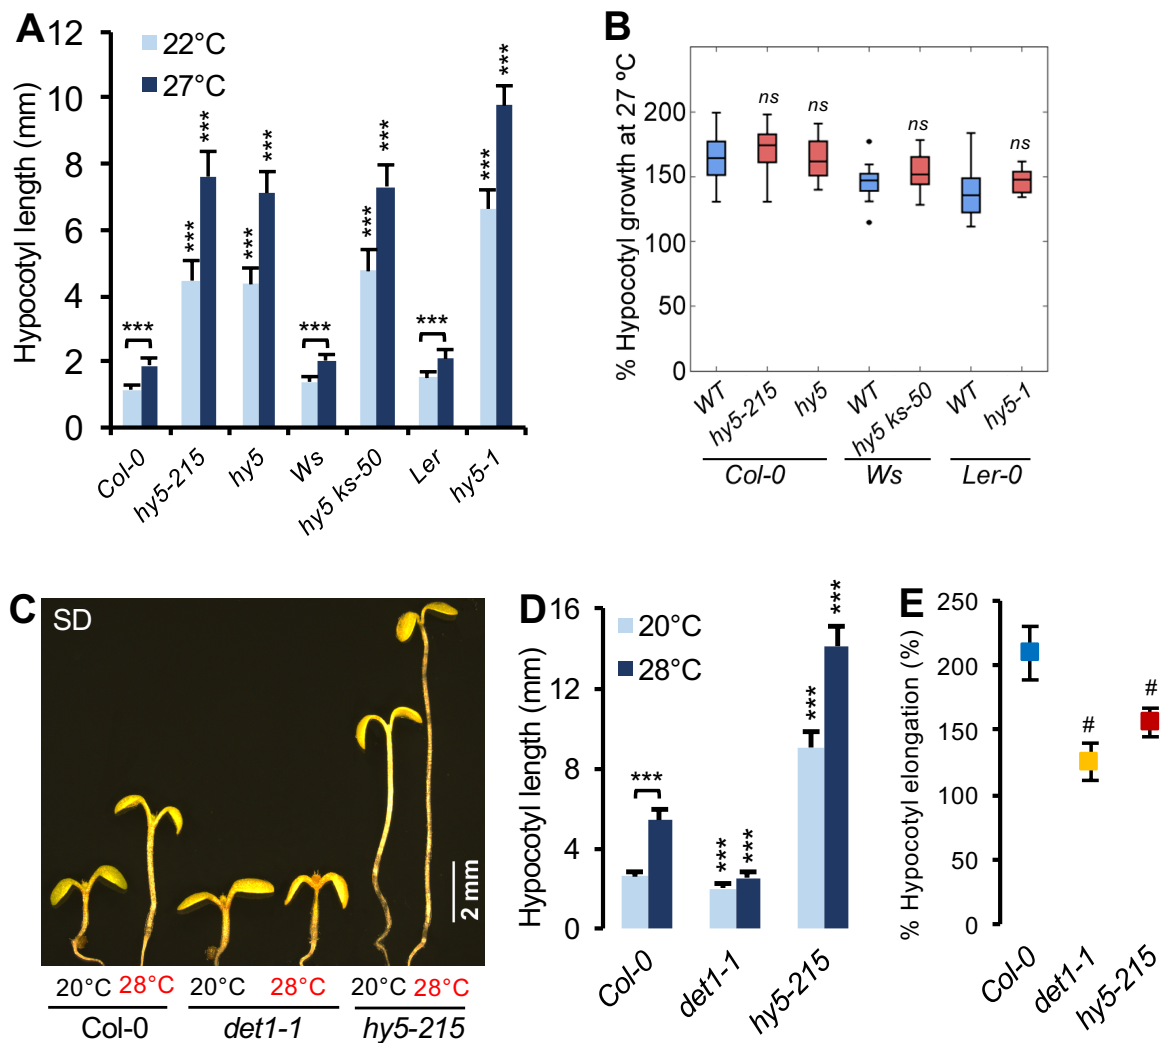 A
12
10
8
6
4
2
0
Hypocotyl length (mm)
22°C
27°C
***
***
***
***
***
***
***
***
***
***
***
Col-0
hy5-215
hy5
Ws
hy5 ks-50
Ler
hy5-1
B
% Hypocotyl growth at 27 ºC
200
150
100
50
0
ns
ns
ns
ns
WT
hy5-215
hy5
WT
hy5 ks-50
WT
hy5-1
Col-0
Ws
Ler-0
C
SD
2 mm
20°C 28°C
20°C 28°C
20°C 28°C
Col-0
det1-1
hy5-215
D
16
12
8
4
0
Hypocotyl length (mm)
20°C
28°C
***
***
***
***
***
Col-0
det1-1
hy5-215
E
250
200
150
100
50
0
% Hypocotyl elongation (%)
#
#
Col-0
det1-1
hy5-215